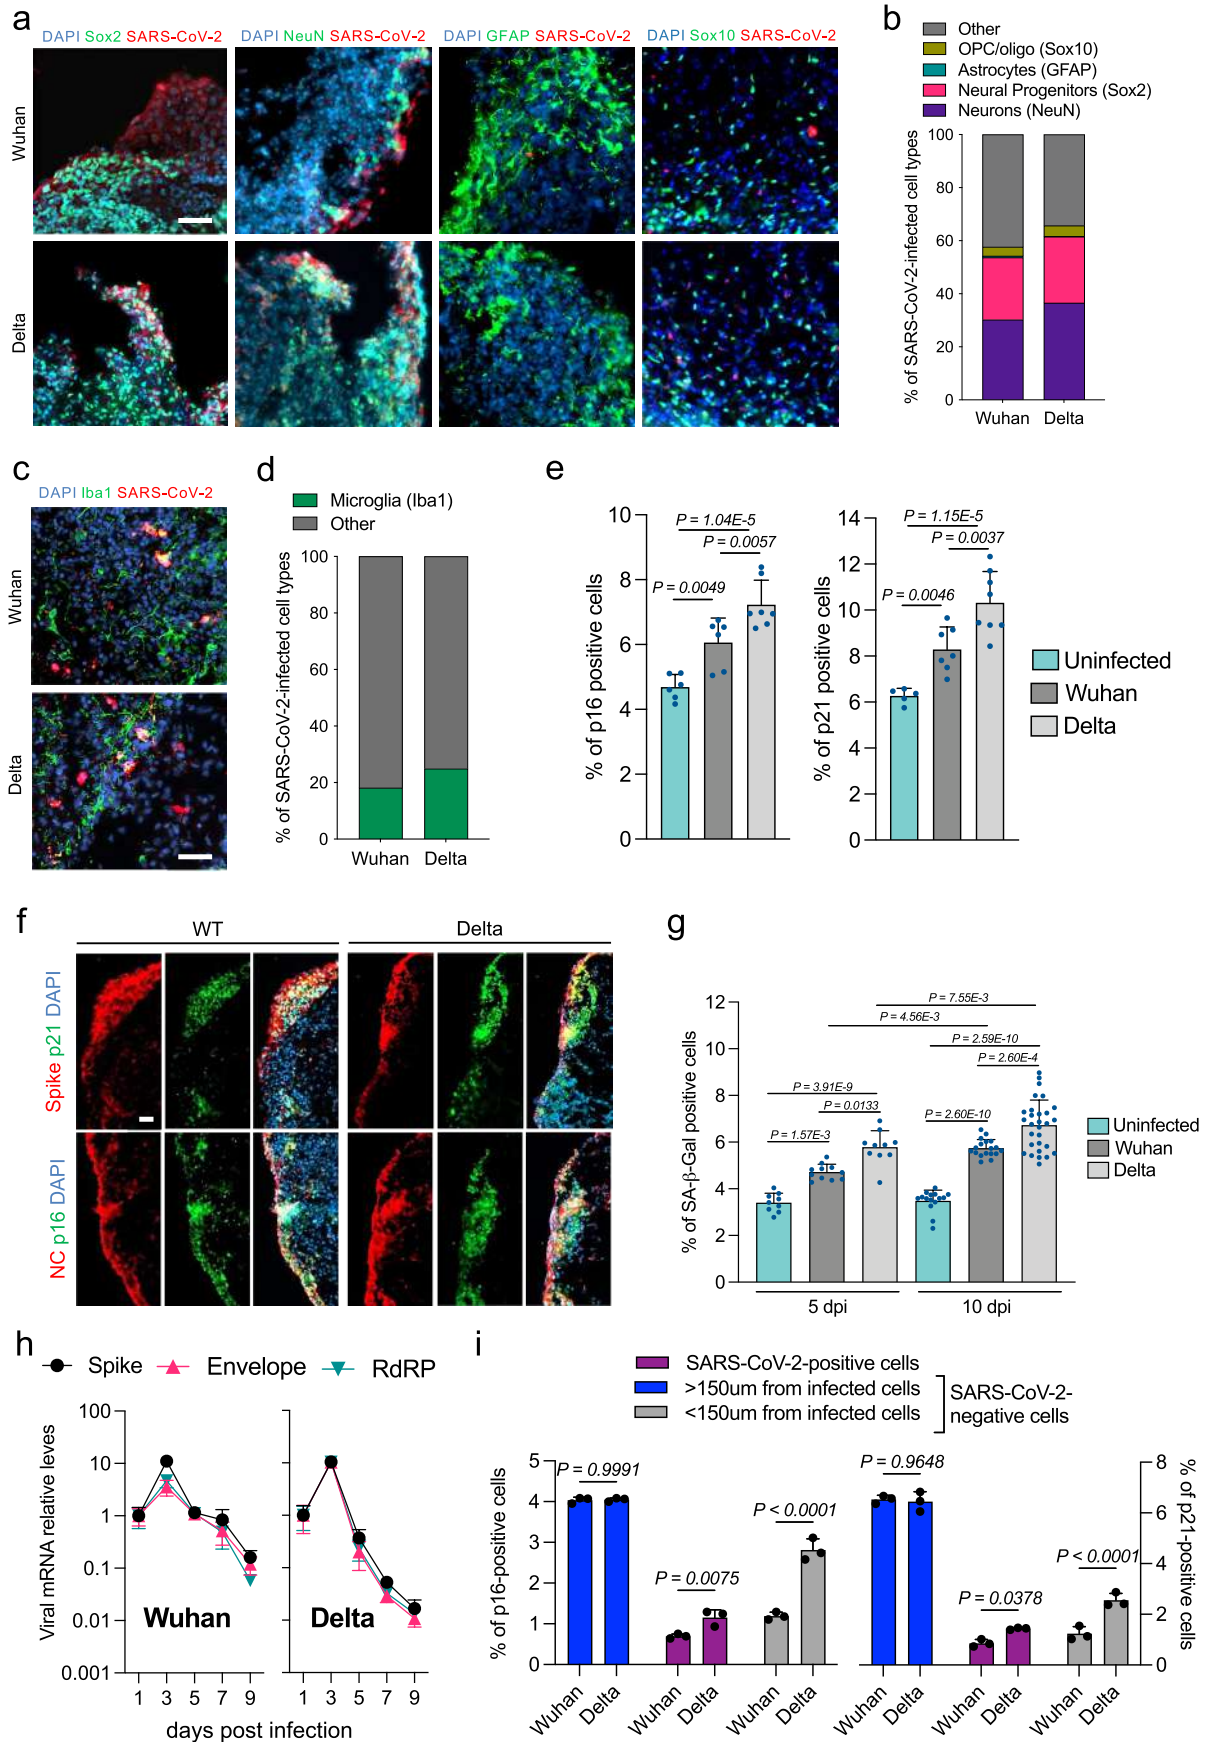 a
DAPI Sox2 SARS-CoV-2 DAPI NeuN SARS-CoV-2 DAPI GFAP SARS-CoV-2 DAPI Sox10 SARS-CoV-2
Wuhan
Delta
b
Other
OPC/oligo (Sox10)
Astrocytes (GFAP)
Neural Progenitors (Sox2)
Neurons (NeuN)
% of SARS-CoV-2-infected cell types
100
80
60
40
20
0
Wuhan Delta
c
DAPI Iba1 SARS-CoV-2
Wuhan
Delta
d
Microglia (Iba1)
Other
% of SARS-CoV-2-infected cell types
100
80
60
40
20
0
Wuhan Delta
e
% of p16 positive cells
10
8
6
4
2
0
P = 1.04E-5
P = 0.0057
P = 0.0049
% of p21 positive cells
14
12
10
8
6
4
2
0
P = 1.15E-5
P = 0.0037
P = 0.0046
Uninfected
Wuhan
Delta
f
WT Delta
Spike p21 DAPI
NC p16 DAPI
g
% of SA-β-Gal positive cells
12
10
8
6
4
2
0
P = 7.55E-3
P = 4.56E-3
P = 2.59E-10
P = 2.60E-4
P = 3.91E-9
P = 0.0133
P = 2.60E-10
P = 1.57E-3
5 dpi 10 dpi
Uninfected
Wuhan
Delta
h
Spike Envelope RdRP
Viral mRNA relative leves
100
10
1
0.1
0.01
0.001
Wuhan Delta
1 3 5 7 9 1 3 5 7 9
days post infection
i
SARS-CoV-2-positive cells
>150um from infected cells
<150um from infected cells
SARS-CoV-2-
negative cells
% of p16-positive cells
5
4
3
2
1
0
P = 0.9991
P = 0.0075
P < 0.0001
P = 0.9648
P = 0.0378
P < 0.0001
8
6
4
2
0
% of p21-positive cells
Wuhan Delta Wuhan Delta Wuhan Delta Wuhan Delta Wuhan Delta Wuhan Delta